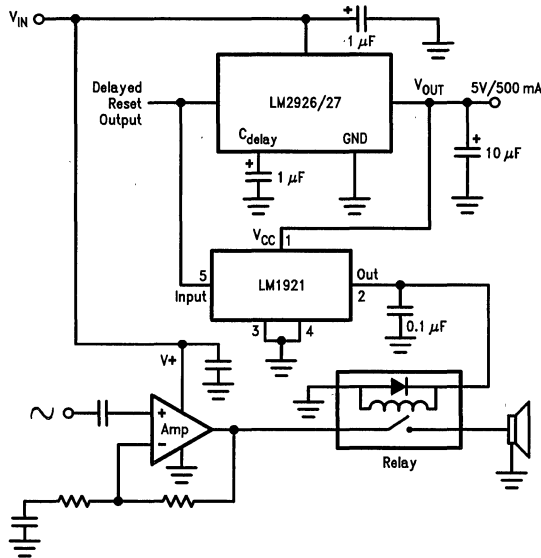 VIN
1 μF
Delayed
Reset
Output
LM2926/27
VOUT
5V/500 mA
Cdelay
GND
+
10 μF
+
1 μF
VCC
1
5
Input
LM1921
Out
2
3
4
0.1 μF
V+
+
Amp
−
Relay